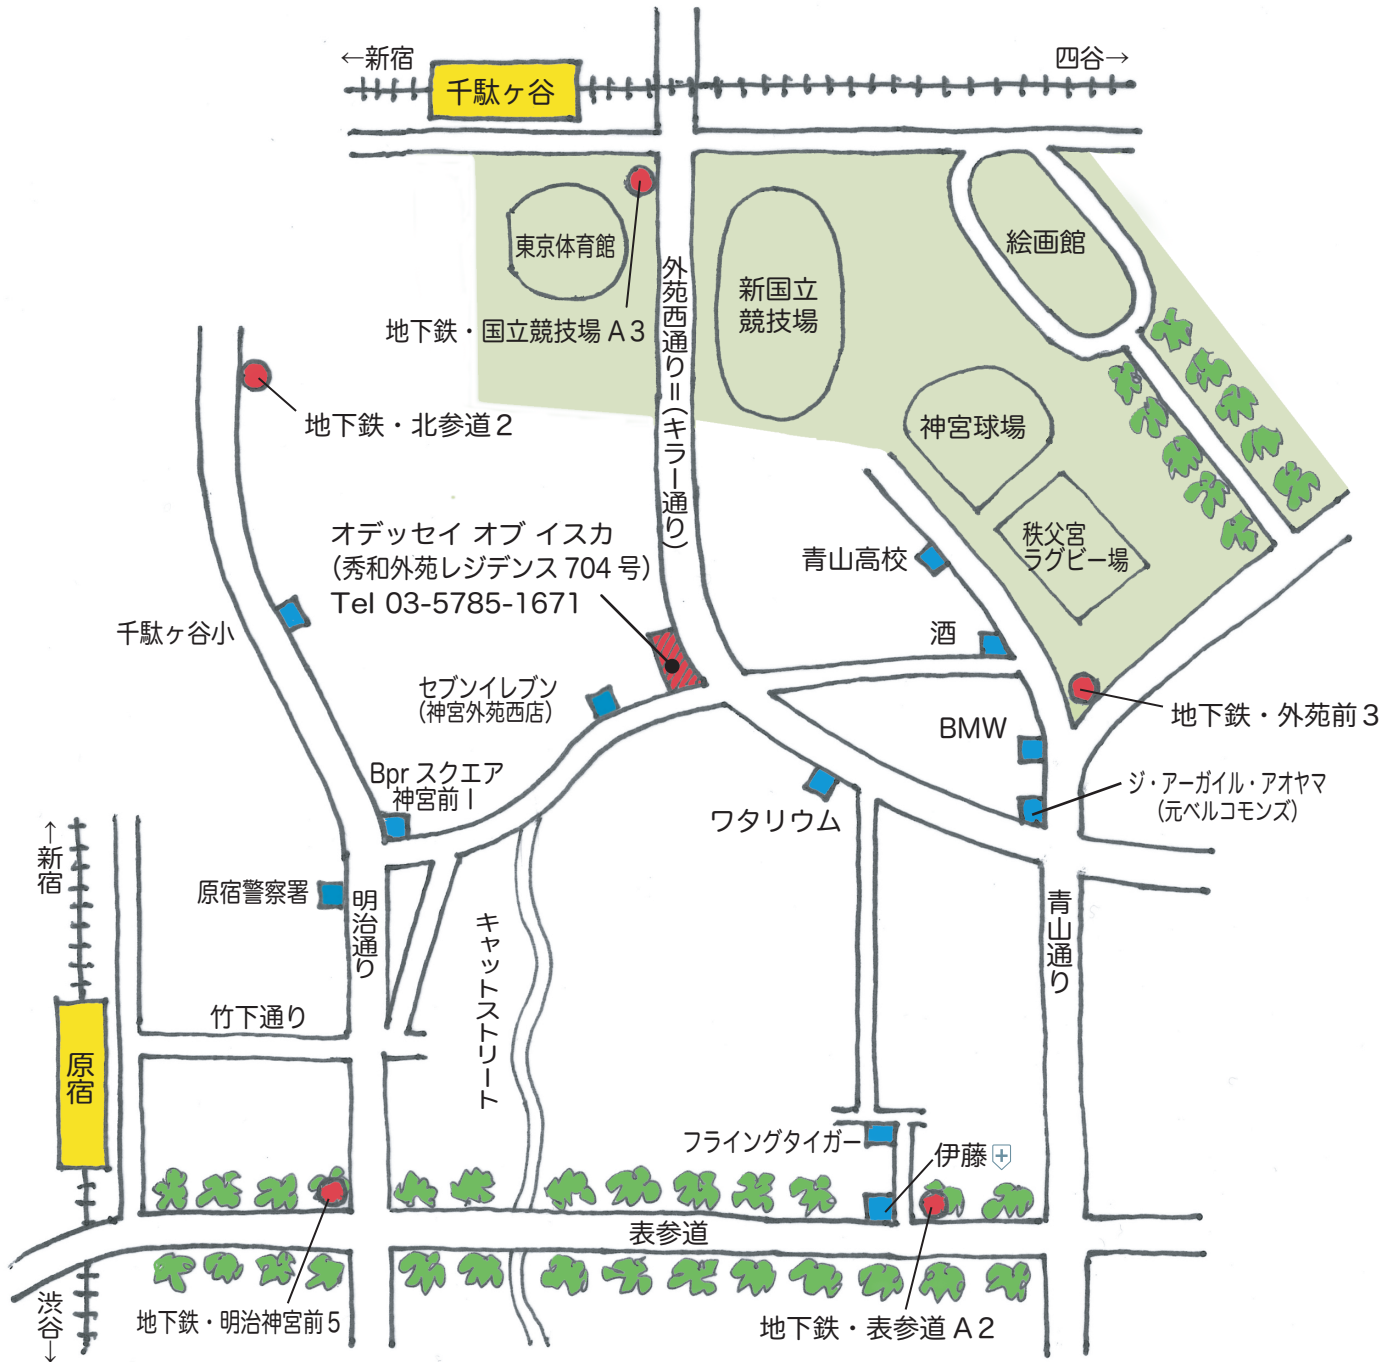 ←新宿
四谷→
千駄ヶ谷
東京体育館
地下鉄・国立競技場 A3
外苑西通り＝(キラー通り)
新国立
競技場
絵画館
地下鉄・北参道2
神宮球場
秩父宮
ラグビー場
オデッセイ オブ イスカ
(秀和外苑レジデンス 704 号)
Tel 03-5785-1671
青山高校
酒
千駄ヶ谷小
セブンイレブン
(神宮外苑西店)
BMW
地下鉄・外苑前3
Bpr スクエア
神宮前 I
ワタリウム
ジ・アーガイル・アオヤマ
(元ベルコモンズ)
←新宿
原宿警察署
明治通り
キャットストリート
青山通り
竹下通り
原宿
フライングタイガー
伊藤
表参道
渋谷→
地下鉄・明治神宮前5
地下鉄・表参道 A2